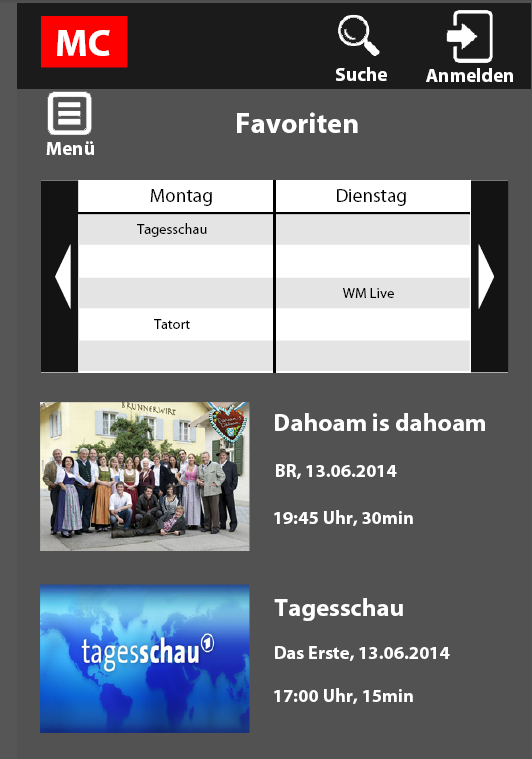 MC
Suche
Anmelden
Menü
Favoriten
Montag
Dienstag
Tagesschau
WM Live
Tatort
BRUNNERWIRT
Dahoam is dahoam
BR, 13.06.2014
19:45 Uhr, 30min
tagesschau
Tagesschau
Das Erste, 13.06.2014
17:00 Uhr, 15min